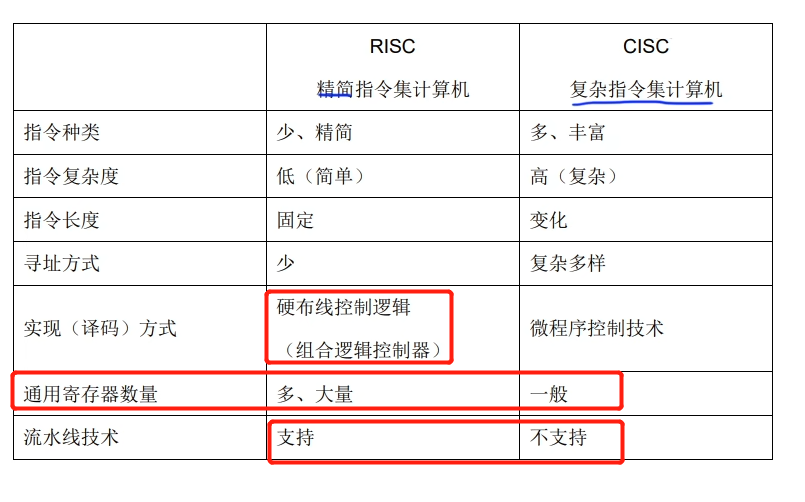 RISC
精简指令集计算机
CISC
复杂指令集计算机
指令种类
少、精简
多、丰富
指令复杂度
低（简单）
高（复杂）
指令长度
固定
变化
寻址方式
少
复杂多样
实现（译码）方式
硬布线控制逻辑
（组合逻辑控制器）
微程序控制技术
通用寄存器数量
多、大量
一般
流水线技术
支持
不支持